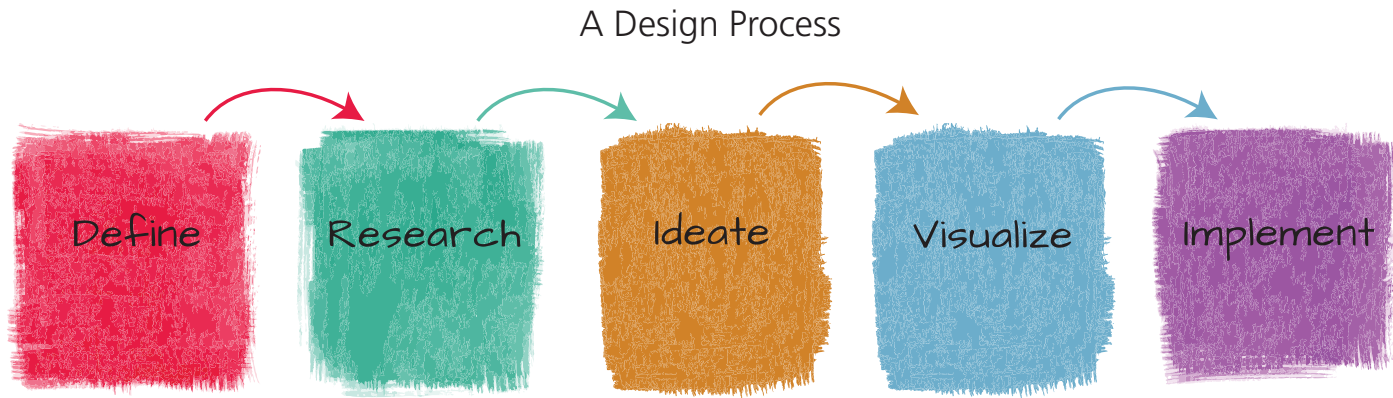 A Design Process
Define
Research
Ideate
Visualize
Implement